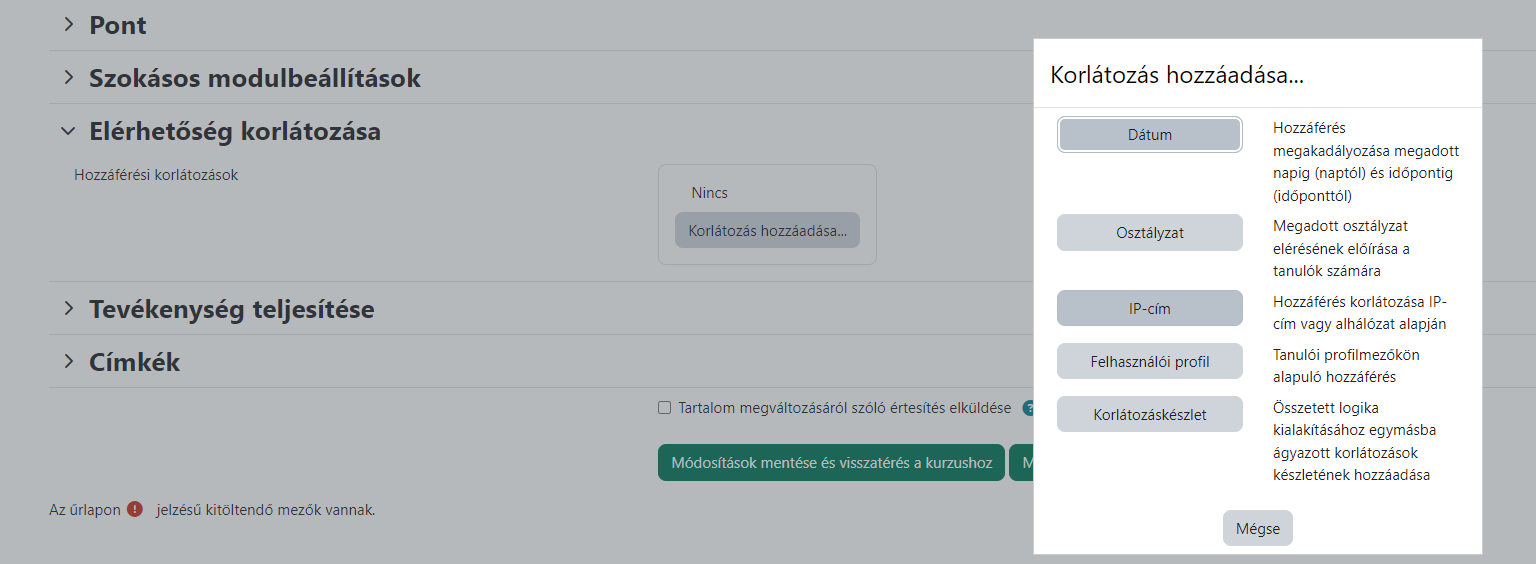 Pont
Szokásos modulbeállítások
Elérhetőség korlátozása
Hozzáférési korlátozások
Nincs
Korlátozás hozzáadása...
Tevékenység teljesítése
Címkék
Tartalom megváltozásáról szóló értesítés elküldése
Módosítások mentése és visszatérés a kurzushoz
Az űrlapon jelzésű kitöltendő mezők vannak.
Korlátozás hozzáadása...
Dátum
Hozzáférés
megakadályozása megadott
napig (naptól) és időpontig
(időponttól)
Osztályzat
Megadott osztályzat
elérésének előírása a
tanulók számára
IP-cím
Hozzáférés korlátozása IP-
cím vagy alhálózat alapján
Felhasználói profil
Tanulói profilmezőkön
alapuló hozzáférés
Korlátozáskészlet
Összetett logika
kialakításához egymásba
ágyazott korlátozások
készletének hozzáadása
Mégse